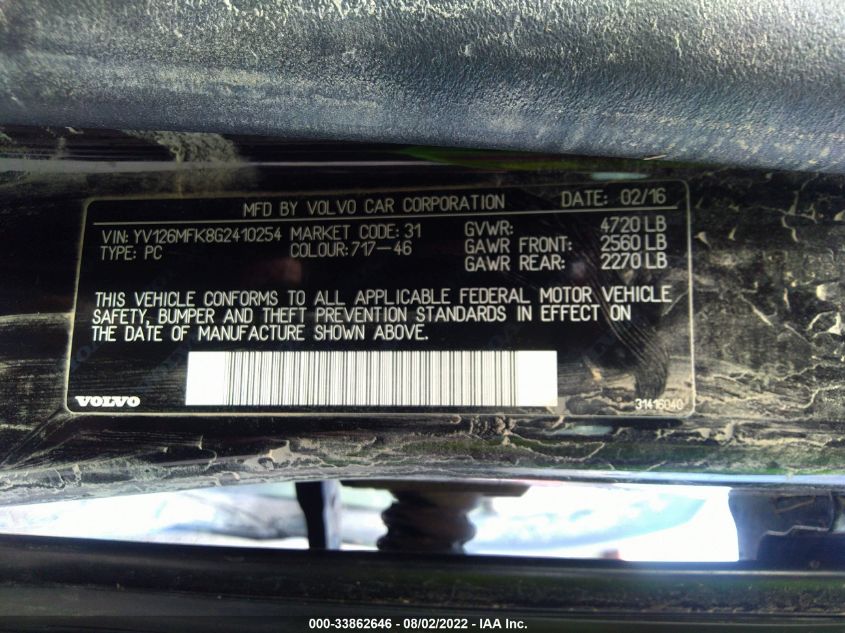 MFD BY VOLVO CAR CORPORATION DATE: 02/16
VIN: YV126MFK8G2410254 MARKET CODE: 31 GVWR: 4720 LB
TYPE: PC COLOUR: 717-46 GAWR FRONT: 2560 LB
GAWR REAR: 2270 LB
THIS VEHICLE CONFORMS TO ALL APPLICABLE FEDERAL MOTOR VEHICLE
SAFETY, BUMPER AND THEFT PREVENTION STANDARDS IN EFFECT ON
THE DATE OF MANUFACTURE SHOWN ABOVE.
VOLVO 31416040
000-33862646 - 08/02/2022 - IAA Inc.